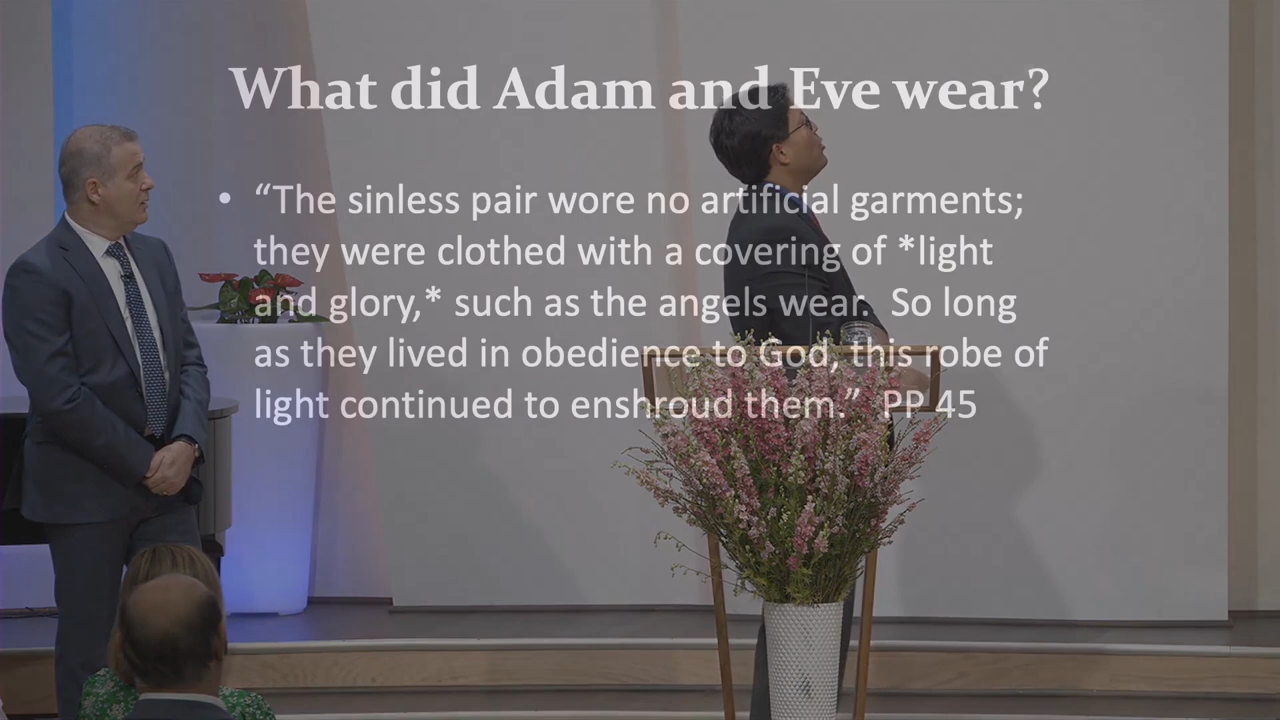 What did Adam and Eve wear?
• “The sinless pair wore no artificial garments;
they were clothed with a covering of *light
and glory,* such as the angels wear.  So long
as they lived in obedience to God, this robe of
light continued to enshroud them.”  PP 45